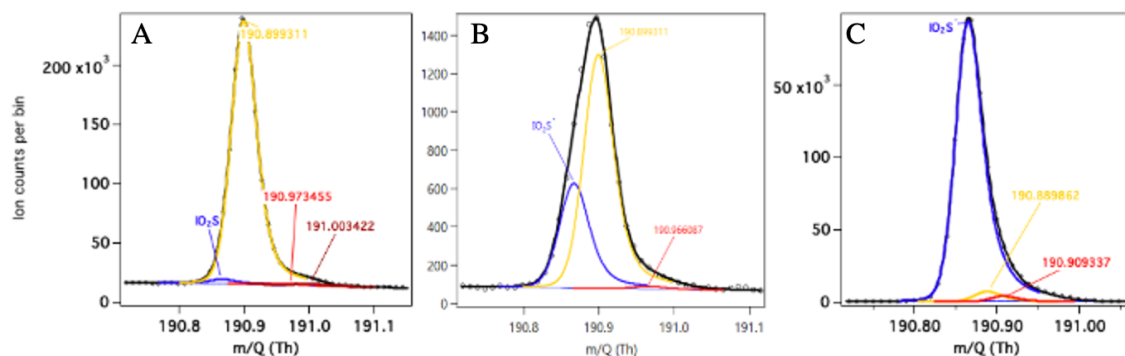 A
Ion counts per bin
200 x10³
150
100
50
0
190.899311
IO₂S⁻
190.973455
191.003422
190.8
190.9
191.0
191.1
m/Q (Th)
B
1400
1200
1000
800
600
400
200
0
190.899311
IO₂S⁻
190.966087
190.8
190.9
191.0
191.1
m/Q (Th)
C
50 x10³
0
IO₂S⁻
190.889862
190.909337
190.80
190.90
191.00
m/Q (Th)